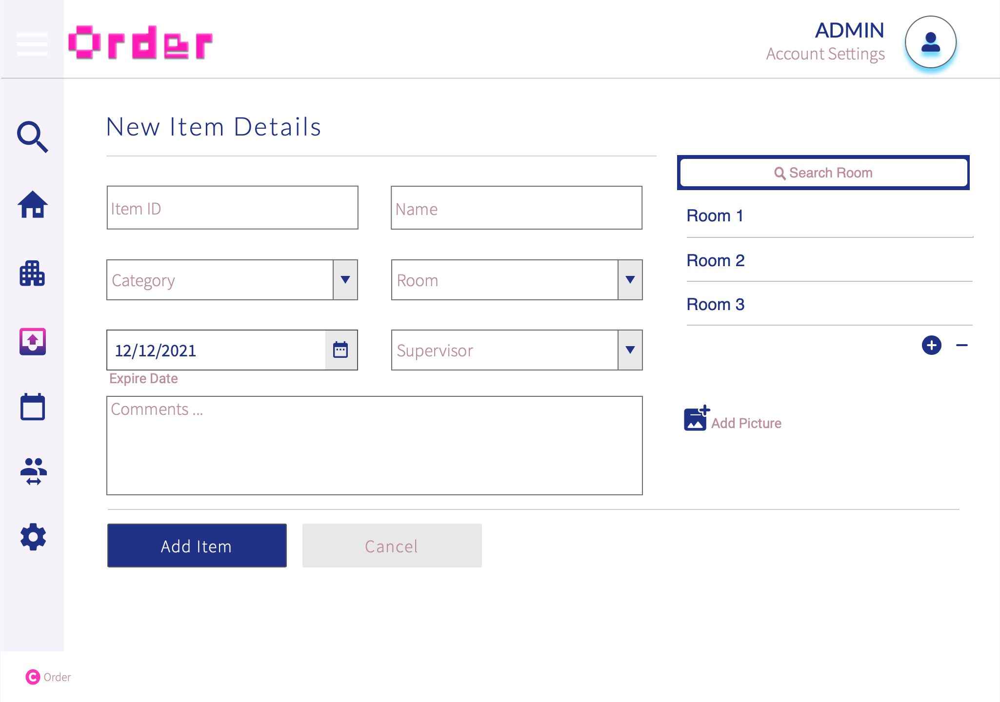 Order
ADMIN
Account Settings
New Item Details
Search Room
Item ID
Name
Room 1
Room 2
Category
Room
Room 3
12/12/2021
Supervisor
Expire Date
Comments ...
Add Picture
Add Item
Cancel
C Order